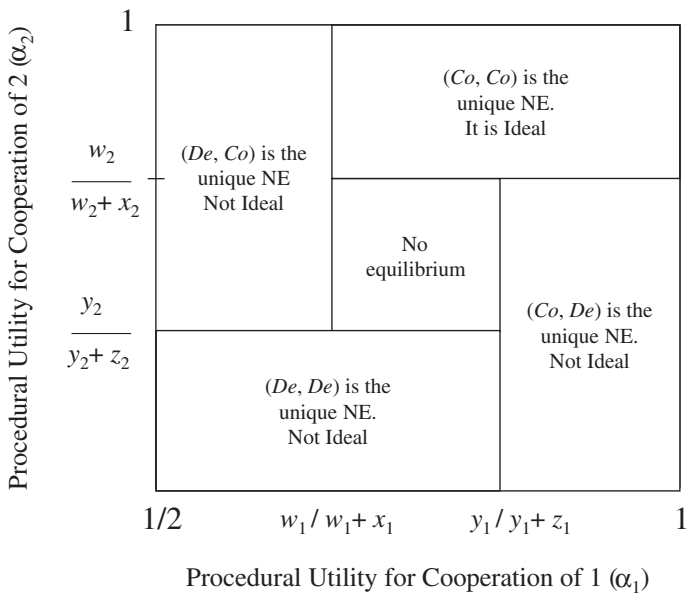 1
(Co, Co) is the
unique NE.
It is Ideal
(De, Co) is the
unique NE
Not Ideal
w2
w2+ x2
No
equilibrium
y2
y2+ z2
(Co, De) is the
unique NE.
Not Ideal
(De, De) is the
unique NE.
Not Ideal
Procedural Utility for Cooperation of 2 (α2)
1/2
w1 / w1+ x1
y1 / y1+ z1
1
Procedural Utility for Cooperation of 1 (α1)